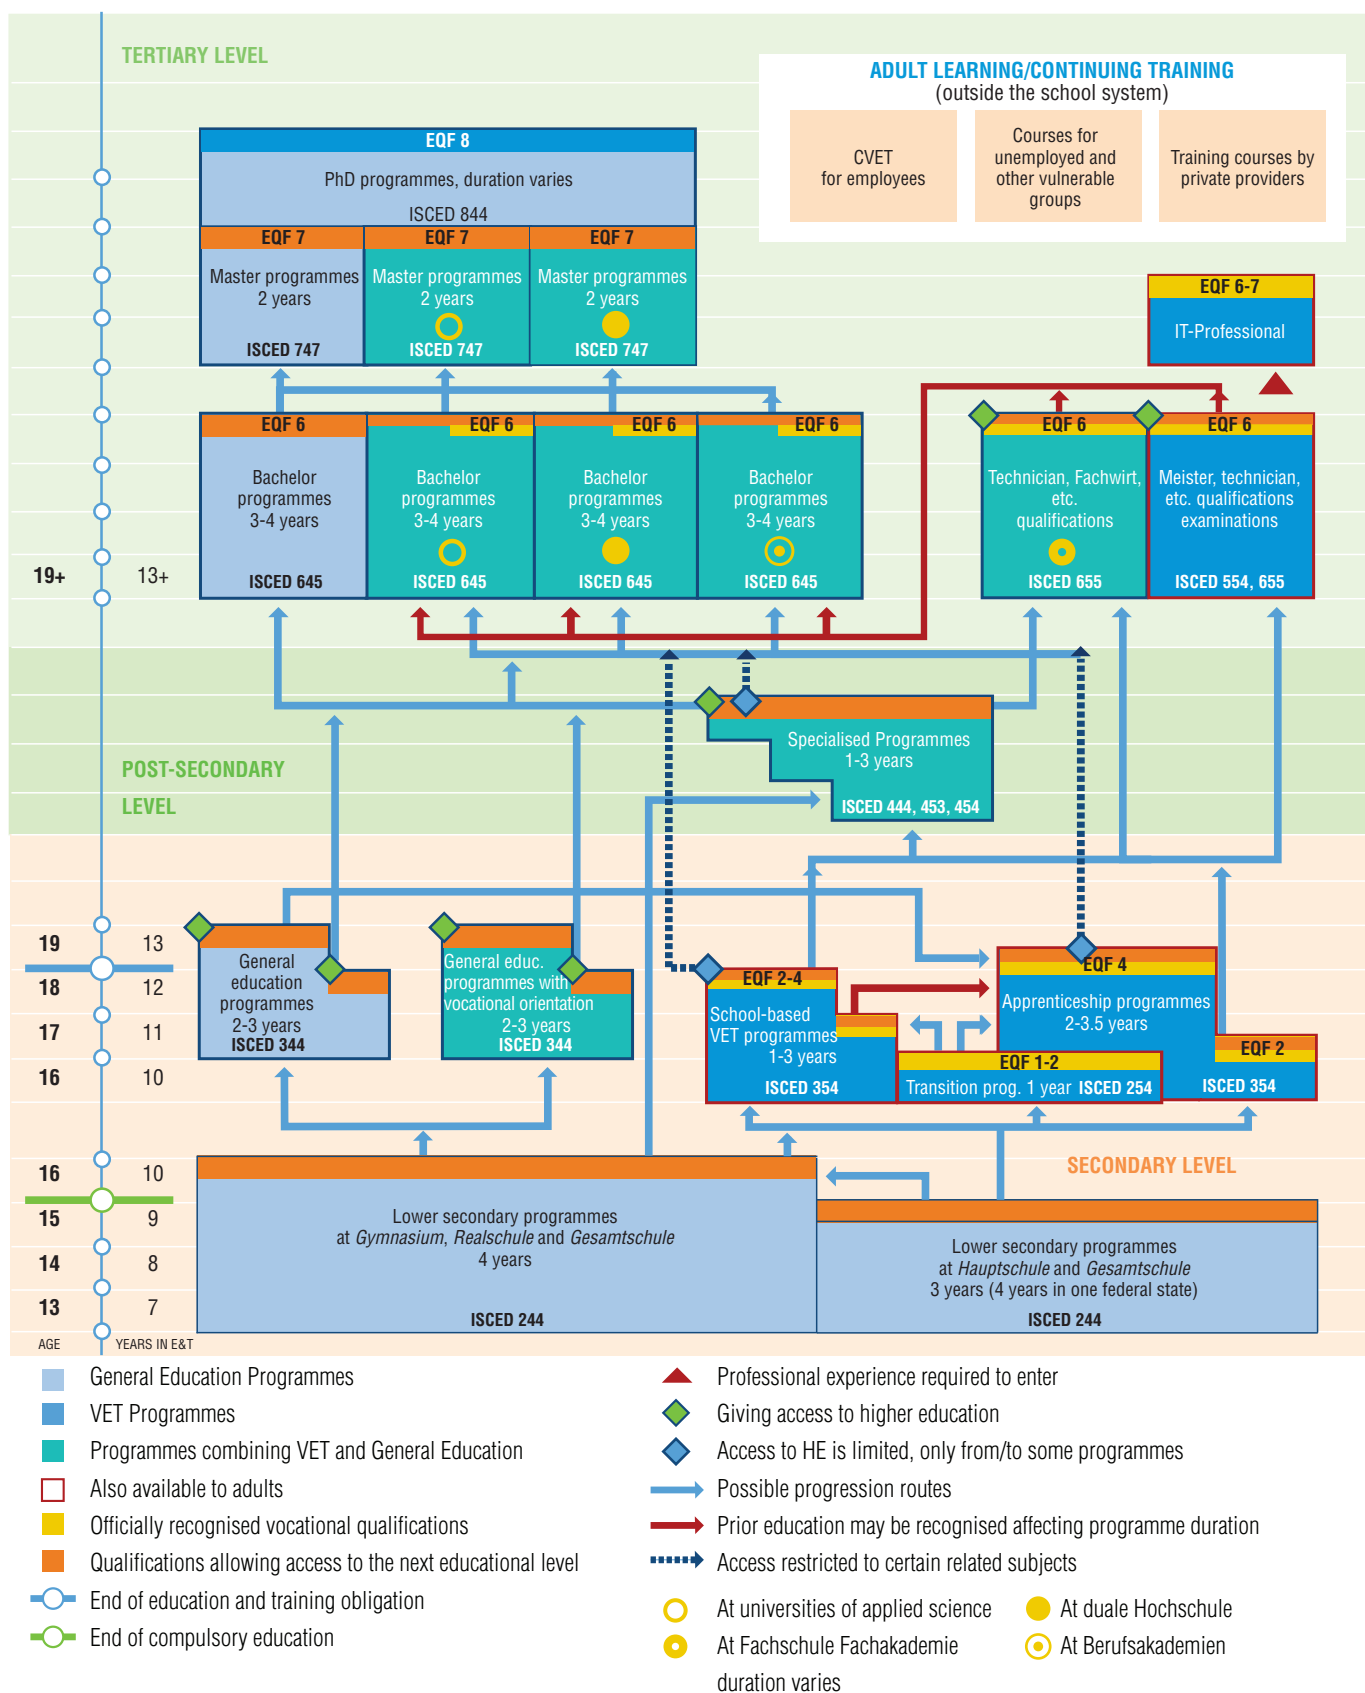 TERTIARY LEVEL
ADULT LEARNING/CONTINUING TRAINING
(outside the school system)
CVET
for employees
Courses for
unemployed and
other vulnerable
groups
Training courses by
private providers
EQF 8
PhD programmes, duration varies
ISCED 844
EQF 7
Master programmes
2 years
ISCED 747
EQF 7
Master programmes
2 years
ISCED 747
EQF 7
Master programmes
2 years
ISCED 747
EQF 6-7
IT-Professional
EQF 6
Bachelor
programmes
3-4 years
ISCED 645
EQF 6
Bachelor
programmes
3-4 years
ISCED 645
EQF 6
Bachelor
programmes
3-4 years
ISCED 645
EQF 6
Bachelor
programmes
3-4 years
ISCED 645
EQF 6
Technician, Fachwirt,
etc.
qualifications
ISCED 655
EQF 6
Meister, technician,
etc. qualifications
examinations
ISCED 554, 655
19+ 13+
POST-SECONDARY
LEVEL
Specialised Programmes
1-3 years
ISCED 444, 453, 454
19 13
18 12
17 11
16 10
General
education
programmes
2-3 years
ISCED 344
General educ.
programmes with
vocational orientation
2-3 years
ISCED 344
EQF 2-4
School-based
VET programmes
1-3 years
ISCED 354
EQF 4
Apprenticeship programmes
2-3.5 years
EQF 1-2
Transition prog. 1 year ISCED 254
EQF 2
ISCED 354
SECONDARY LEVEL
16 10
15 9
14 8
13 7
AGE YEARS IN E&T
Lower secondary programmes
at Gymnasium, Realschule and Gesamtschule
4 years
ISCED 244
Lower secondary programmes
at Hauptschule and Gesamtschule
3 years (4 years in one federal state)
ISCED 244
General Education Programmes
VET Programmes
Programmes combining VET and General Education
Also available to adults
Officially recognised vocational qualifications
Qualifications allowing access to the next educational level
End of education and training obligation
End of compulsory education
Professional experience required to enter
Giving access to higher education
Access to HE is limited, only from/to some programmes
Possible progression routes
Prior education may be recognised affecting programme duration
Access restricted to certain related subjects
At universities of applied science
At duale Hochschule
At Fachschule Fachakademie
duration varies
At Berufsakademien